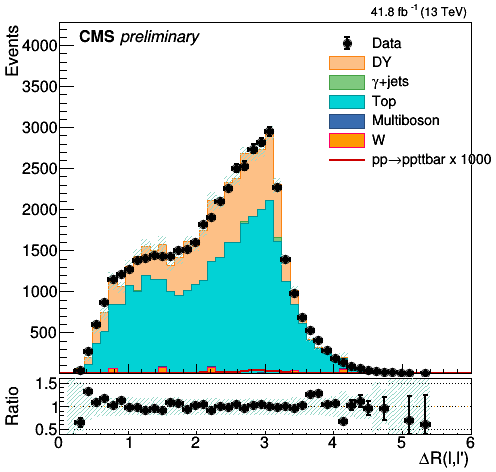 41.8 fb⁻¹ (13 TeV)
CMS preliminary
Events
4000
3500
3000
2500
2000
1500
1000
500
Data
DY
γ+jets
Top
Multiboson
W
pp→ppttbar x 1000
Ratio
1.5
1
0.5
0 1 2 3 4 5 6
ΔR(l,l')